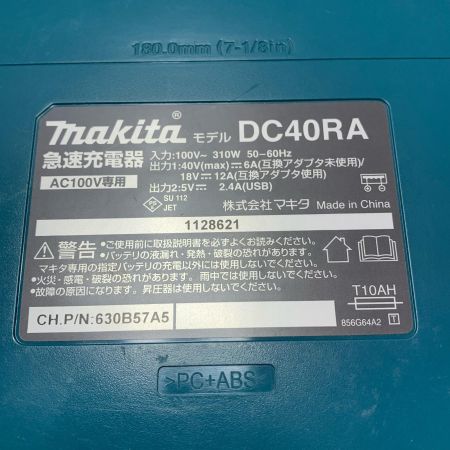 180.0mm (7-1/8in)
makita® モデル DC40RA
急速充電器
AC100V専用
入力:100V～ 310W 50-60Hz
出力1:40V(max)⎓6A(互換アダプタ未使用)/
18V⎓12A(互換アダプタ使用)
出力2:5V⎓ 2.4A(USB)
PS E SU 112 JET
株式会社マキタ Made in China
1128621
⚠警告
●ご使用前に取扱説明書を必ずよくお読みください。
●バッテリの液漏れ・発熱・破裂の恐れがあります。
マキタ専用の指定バッテリの充電以外には使用しないでください。
●火災・感電・破裂の恐れがあります。雨中では使用しないでください。
●故障の原因になります。昇圧器は使用しないでください。
T10AH
CH.P/N:630B57A5
856G64A2 T
>PC+ABS<